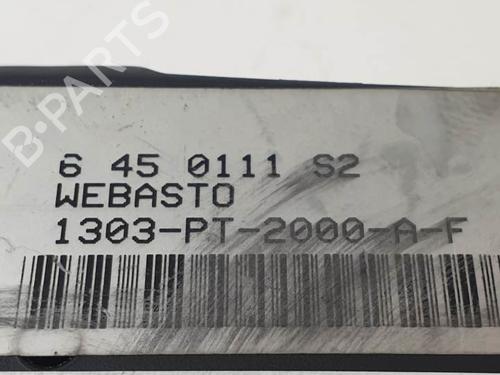 B-PARTS
6 45 0111 S2
WEBASTO
1303-PT-2000-A-F